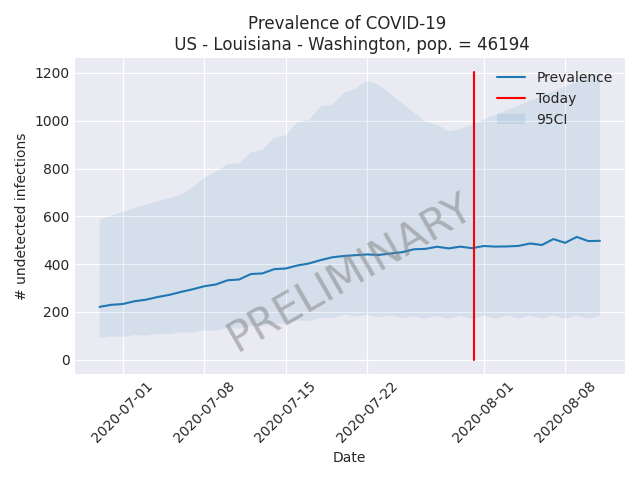 Prevalence of COVID-19
US - Louisiana - Washington, pop. = 46194
# undetected infections
1200
1000
800
600
400
200
0
Prevalence
Today
95CI
PRELIMINARY
2020-07-01
2020-07-08
2020-07-15
2020-07-22
2020-08-01
2020-08-08
Date